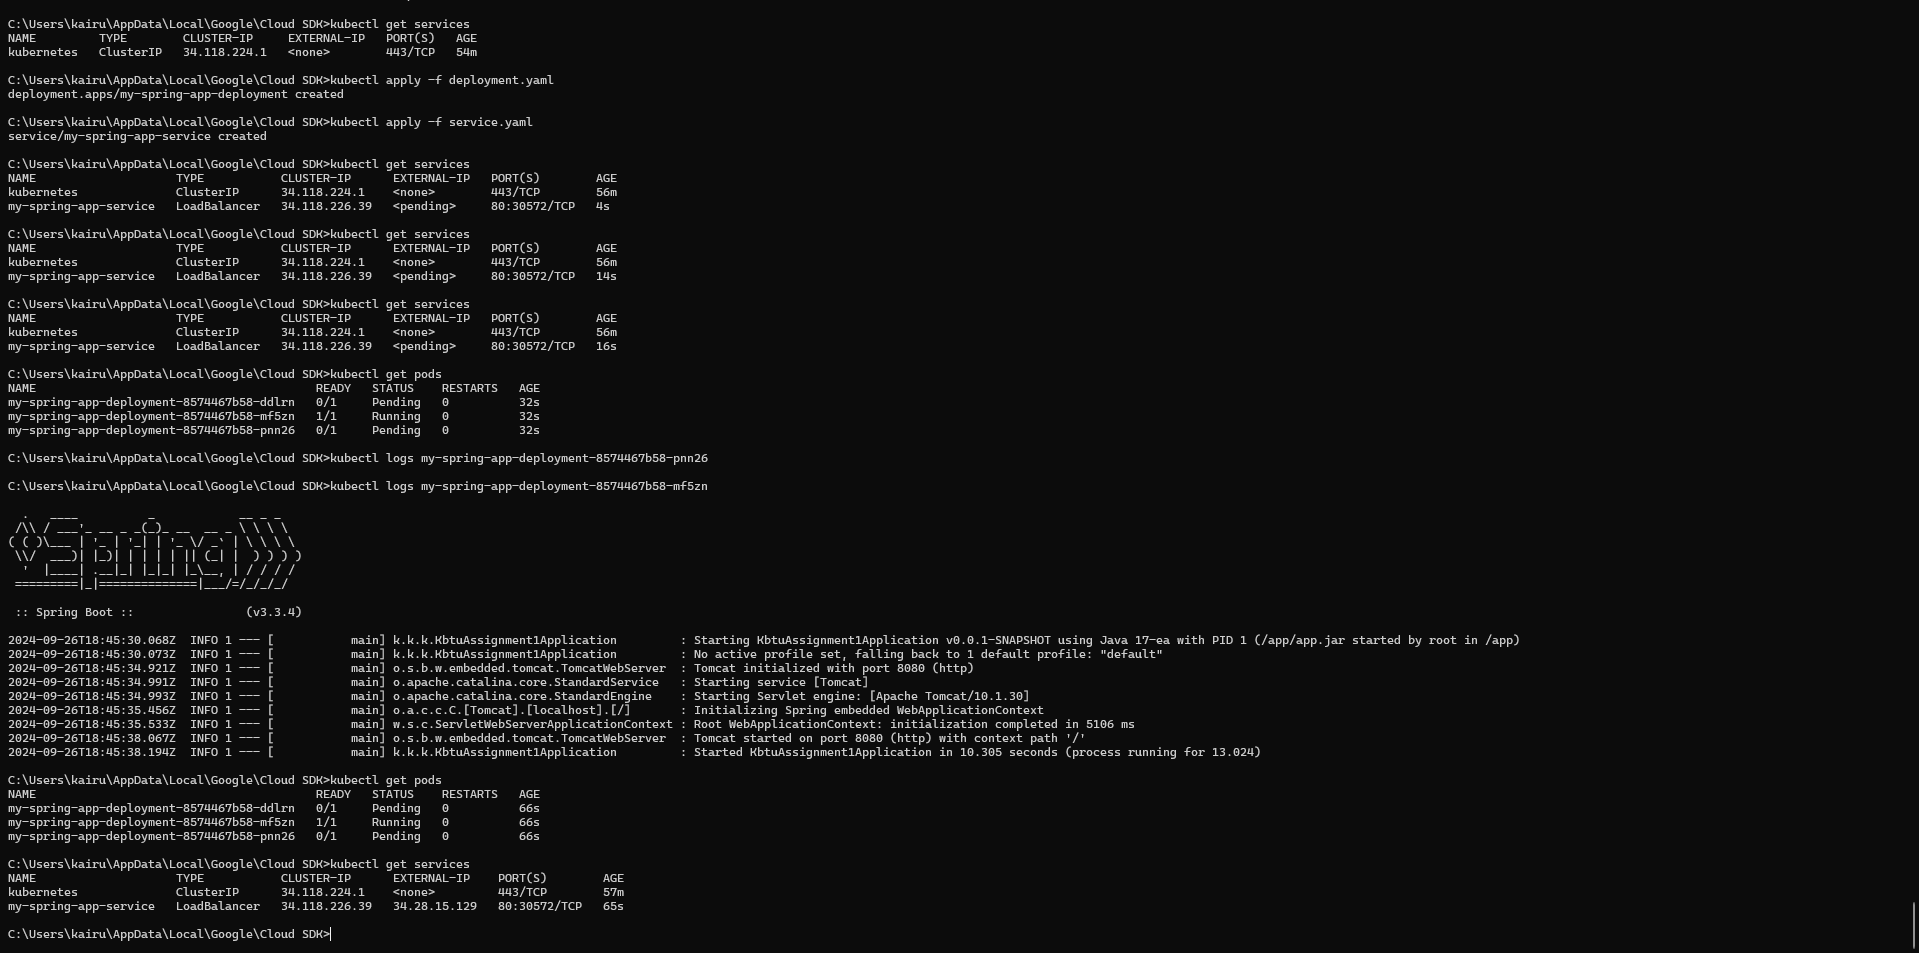 C:\Users\kairu\AppData\Local\Google\Cloud SDK>kubectl get services
NAME         TYPE        CLUSTER-IP     EXTERNAL-IP   PORT(S)   AGE
kubernetes   ClusterIP   34.118.224.1   <none>        443/TCP   54m
C:\Users\kairu\AppData\Local\Google\Cloud SDK>kubectl apply -f deployment.yaml
deployment.apps/my-spring-app-deployment created
C:\Users\kairu\AppData\Local\Google\Cloud SDK>kubectl apply -f service.yaml
service/my-spring-app-service created
C:\Users\kairu\AppData\Local\Google\Cloud SDK>kubectl get services
NAME                    TYPE           CLUSTER-IP      EXTERNAL-IP   PORT(S)        AGE
kubernetes              ClusterIP      34.118.224.1    <none>        443/TCP        56m
my-spring-app-service   LoadBalancer   34.118.226.39   <pending>     80:30572/TCP   4s
C:\Users\kairu\AppData\Local\Google\Cloud SDK>kubectl get services
NAME                    TYPE           CLUSTER-IP      EXTERNAL-IP   PORT(S)        AGE
kubernetes              ClusterIP      34.118.224.1    <none>        443/TCP        56m
my-spring-app-service   LoadBalancer   34.118.226.39   <pending>     80:30572/TCP   14s
C:\Users\kairu\AppData\Local\Google\Cloud SDK>kubectl get services
NAME                    TYPE           CLUSTER-IP      EXTERNAL-IP   PORT(S)        AGE
kubernetes              ClusterIP      34.118.224.1    <none>        443/TCP        56m
my-spring-app-service   LoadBalancer   34.118.226.39   <pending>     80:30572/TCP   16s
C:\Users\kairu\AppData\Local\Google\Cloud SDK>kubectl get pods
NAME                                        READY   STATUS    RESTARTS   AGE
my-spring-app-deployment-8574467b58-ddlrn   0/1     Pending   0          32s
my-spring-app-deployment-8574467b58-mf5zn   1/1     Running   0          32s
my-spring-app-deployment-8574467b58-pnn26   0/1     Pending   0          32s
C:\Users\kairu\AppData\Local\Google\Cloud SDK>kubectl logs my-spring-app-deployment-8574467b58-pnn26
C:\Users\kairu\AppData\Local\Google\Cloud SDK>kubectl logs my-spring-app-deployment-8574467b58-mf5zn
  .   ____          _            __ _ _
 /\\ / ___'_ __ _ _(_)_ __  __ _ \ \ \ \
( ( )\___ | '_ | '_| | '_ \/ _` | \ \ \ \
 \\/  ___)| |_)| | | | | || (_| |  ) ) ) )
  '  |____| .__|_| |_|_| |_\__, | / / / /
 =========|_|==============|___/=/_/_/_/
 :: Spring Boot ::                (v3.3.4)
2024-09-26T18:45:30.068Z  INFO 1 --- [           main] k.k.k.KbtuAssignment1Application         : Starting KbtuAssignment1Application v0.0.1-SNAPSHOT using Java 17-ea with PID 1 (/app/app.jar started by root in /app)
2024-09-26T18:45:30.073Z  INFO 1 --- [           main] k.k.k.KbtuAssignment1Application         : No active profile set, falling back to 1 default profile: "default"
2024-09-26T18:45:34.921Z  INFO 1 --- [           main] o.s.b.w.embedded.tomcat.TomcatWebServer  : Tomcat initialized with port 8080 (http)
2024-09-26T18:45:34.991Z  INFO 1 --- [           main] o.apache.catalina.core.StandardService   : Starting service [Tomcat]
2024-09-26T18:45:34.993Z  INFO 1 --- [           main] o.apache.catalina.core.StandardEngine    : Starting Servlet engine: [Apache Tomcat/10.1.30]
2024-09-26T18:45:35.456Z  INFO 1 --- [           main] o.a.c.c.C.[Tomcat].[localhost].[/]       : Initializing Spring embedded WebApplicationContext
2024-09-26T18:45:35.533Z  INFO 1 --- [           main] w.s.c.ServletWebServerApplicationContext : Root WebApplicationContext: initialization completed in 5106 ms
2024-09-26T18:45:38.067Z  INFO 1 --- [           main] o.s.b.w.embedded.tomcat.TomcatWebServer  : Tomcat started on port 8080 (http) with context path '/'
2024-09-26T18:45:38.194Z  INFO 1 --- [           main] k.k.k.KbtuAssignment1Application         : Started KbtuAssignment1Application in 10.305 seconds (process running for 13.024)
C:\Users\kairu\AppData\Local\Google\Cloud SDK>kubectl get pods
NAME                                        READY   STATUS    RESTARTS   AGE
my-spring-app-deployment-8574467b58-ddlrn   0/1     Pending   0          66s
my-spring-app-deployment-8574467b58-mf5zn   1/1     Running   0          66s
my-spring-app-deployment-8574467b58-pnn26   0/1     Pending   0          66s
C:\Users\kairu\AppData\Local\Google\Cloud SDK>kubectl get services
NAME                    TYPE           CLUSTER-IP      EXTERNAL-IP    PORT(S)        AGE
kubernetes              ClusterIP      34.118.224.1    <none>         443/TCP        57m
my-spring-app-service   LoadBalancer   34.118.226.39   34.28.15.129   80:30572/TCP   65s
C:\Users\kairu\AppData\Local\Google\Cloud SDK>